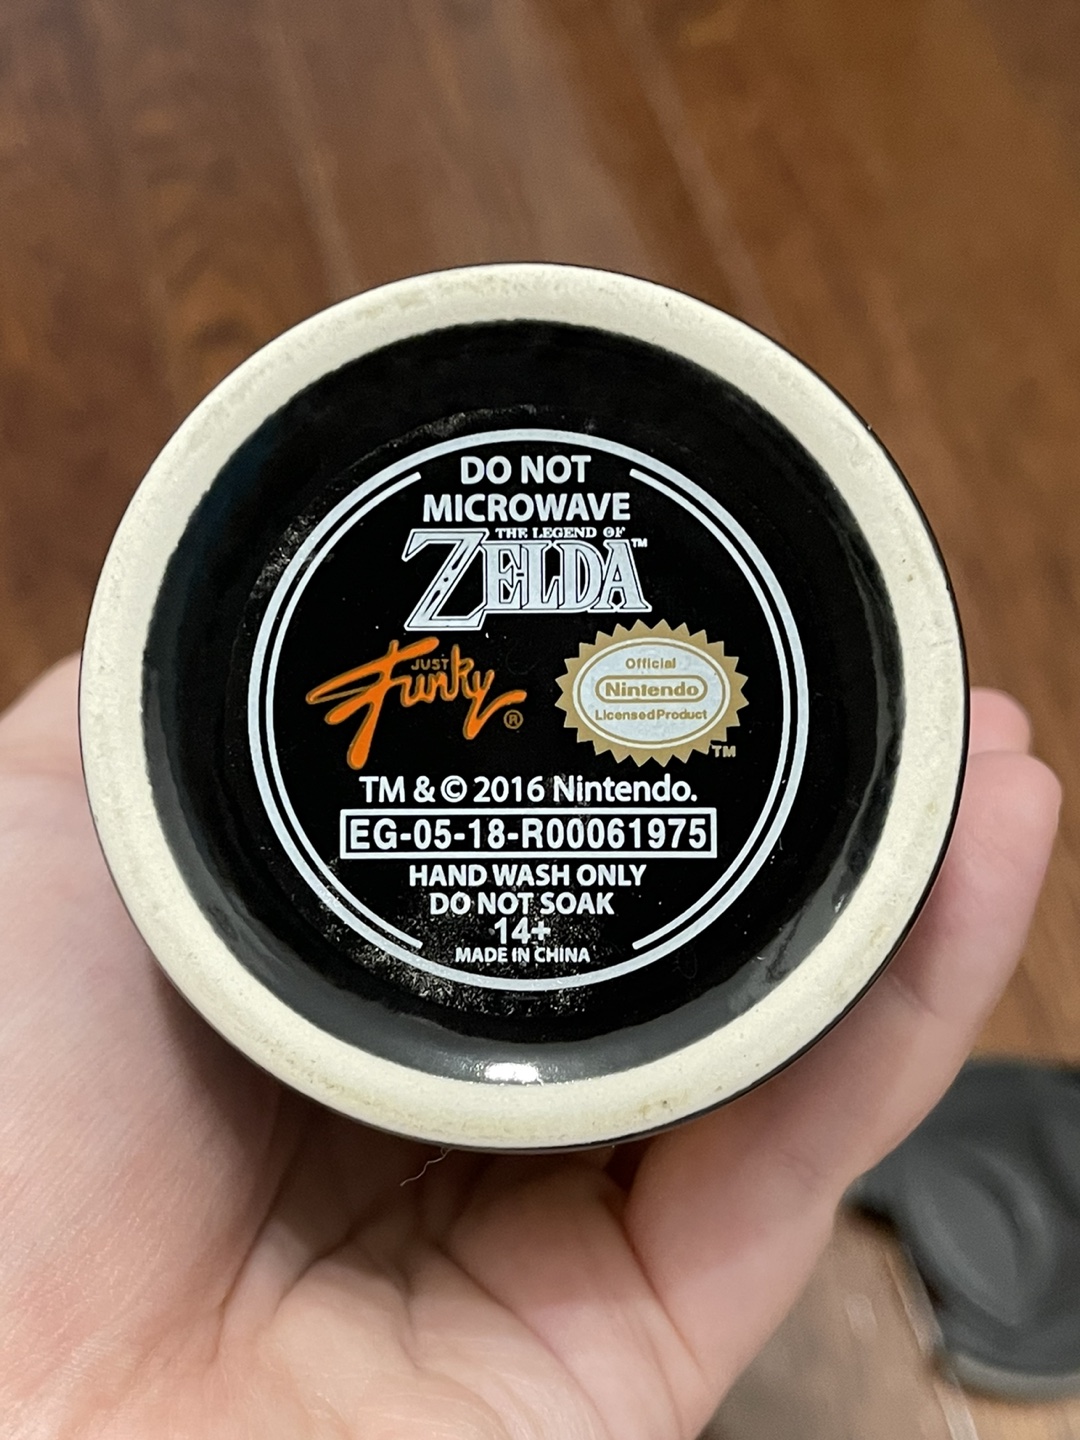 DO NOT
MICROWAVE
THE LEGEND OF
ZELDA™
JUST
Funky®
Official
Nintendo
Licensed Product
TM
TM & © 2016 Nintendo.
EG-05-18-R00061975
HAND WASH ONLY
DO NOT SOAK
14+
MADE IN CHINA